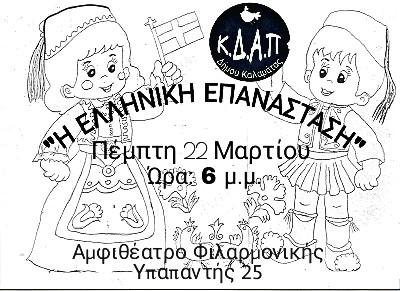 Κ.Δ.Α.Π
Δήμου Καλαμάτας
"Η ΕΛΛΗΝΙΚΗ ΕΠΑΝΑΣΤΑΣΗ"
Πέμπτη 22 Μαρτίου
Ώρα: 6 μ.μ.
Αμφιθέατρο Φιλαρμονικής
Υπαπαντής 25